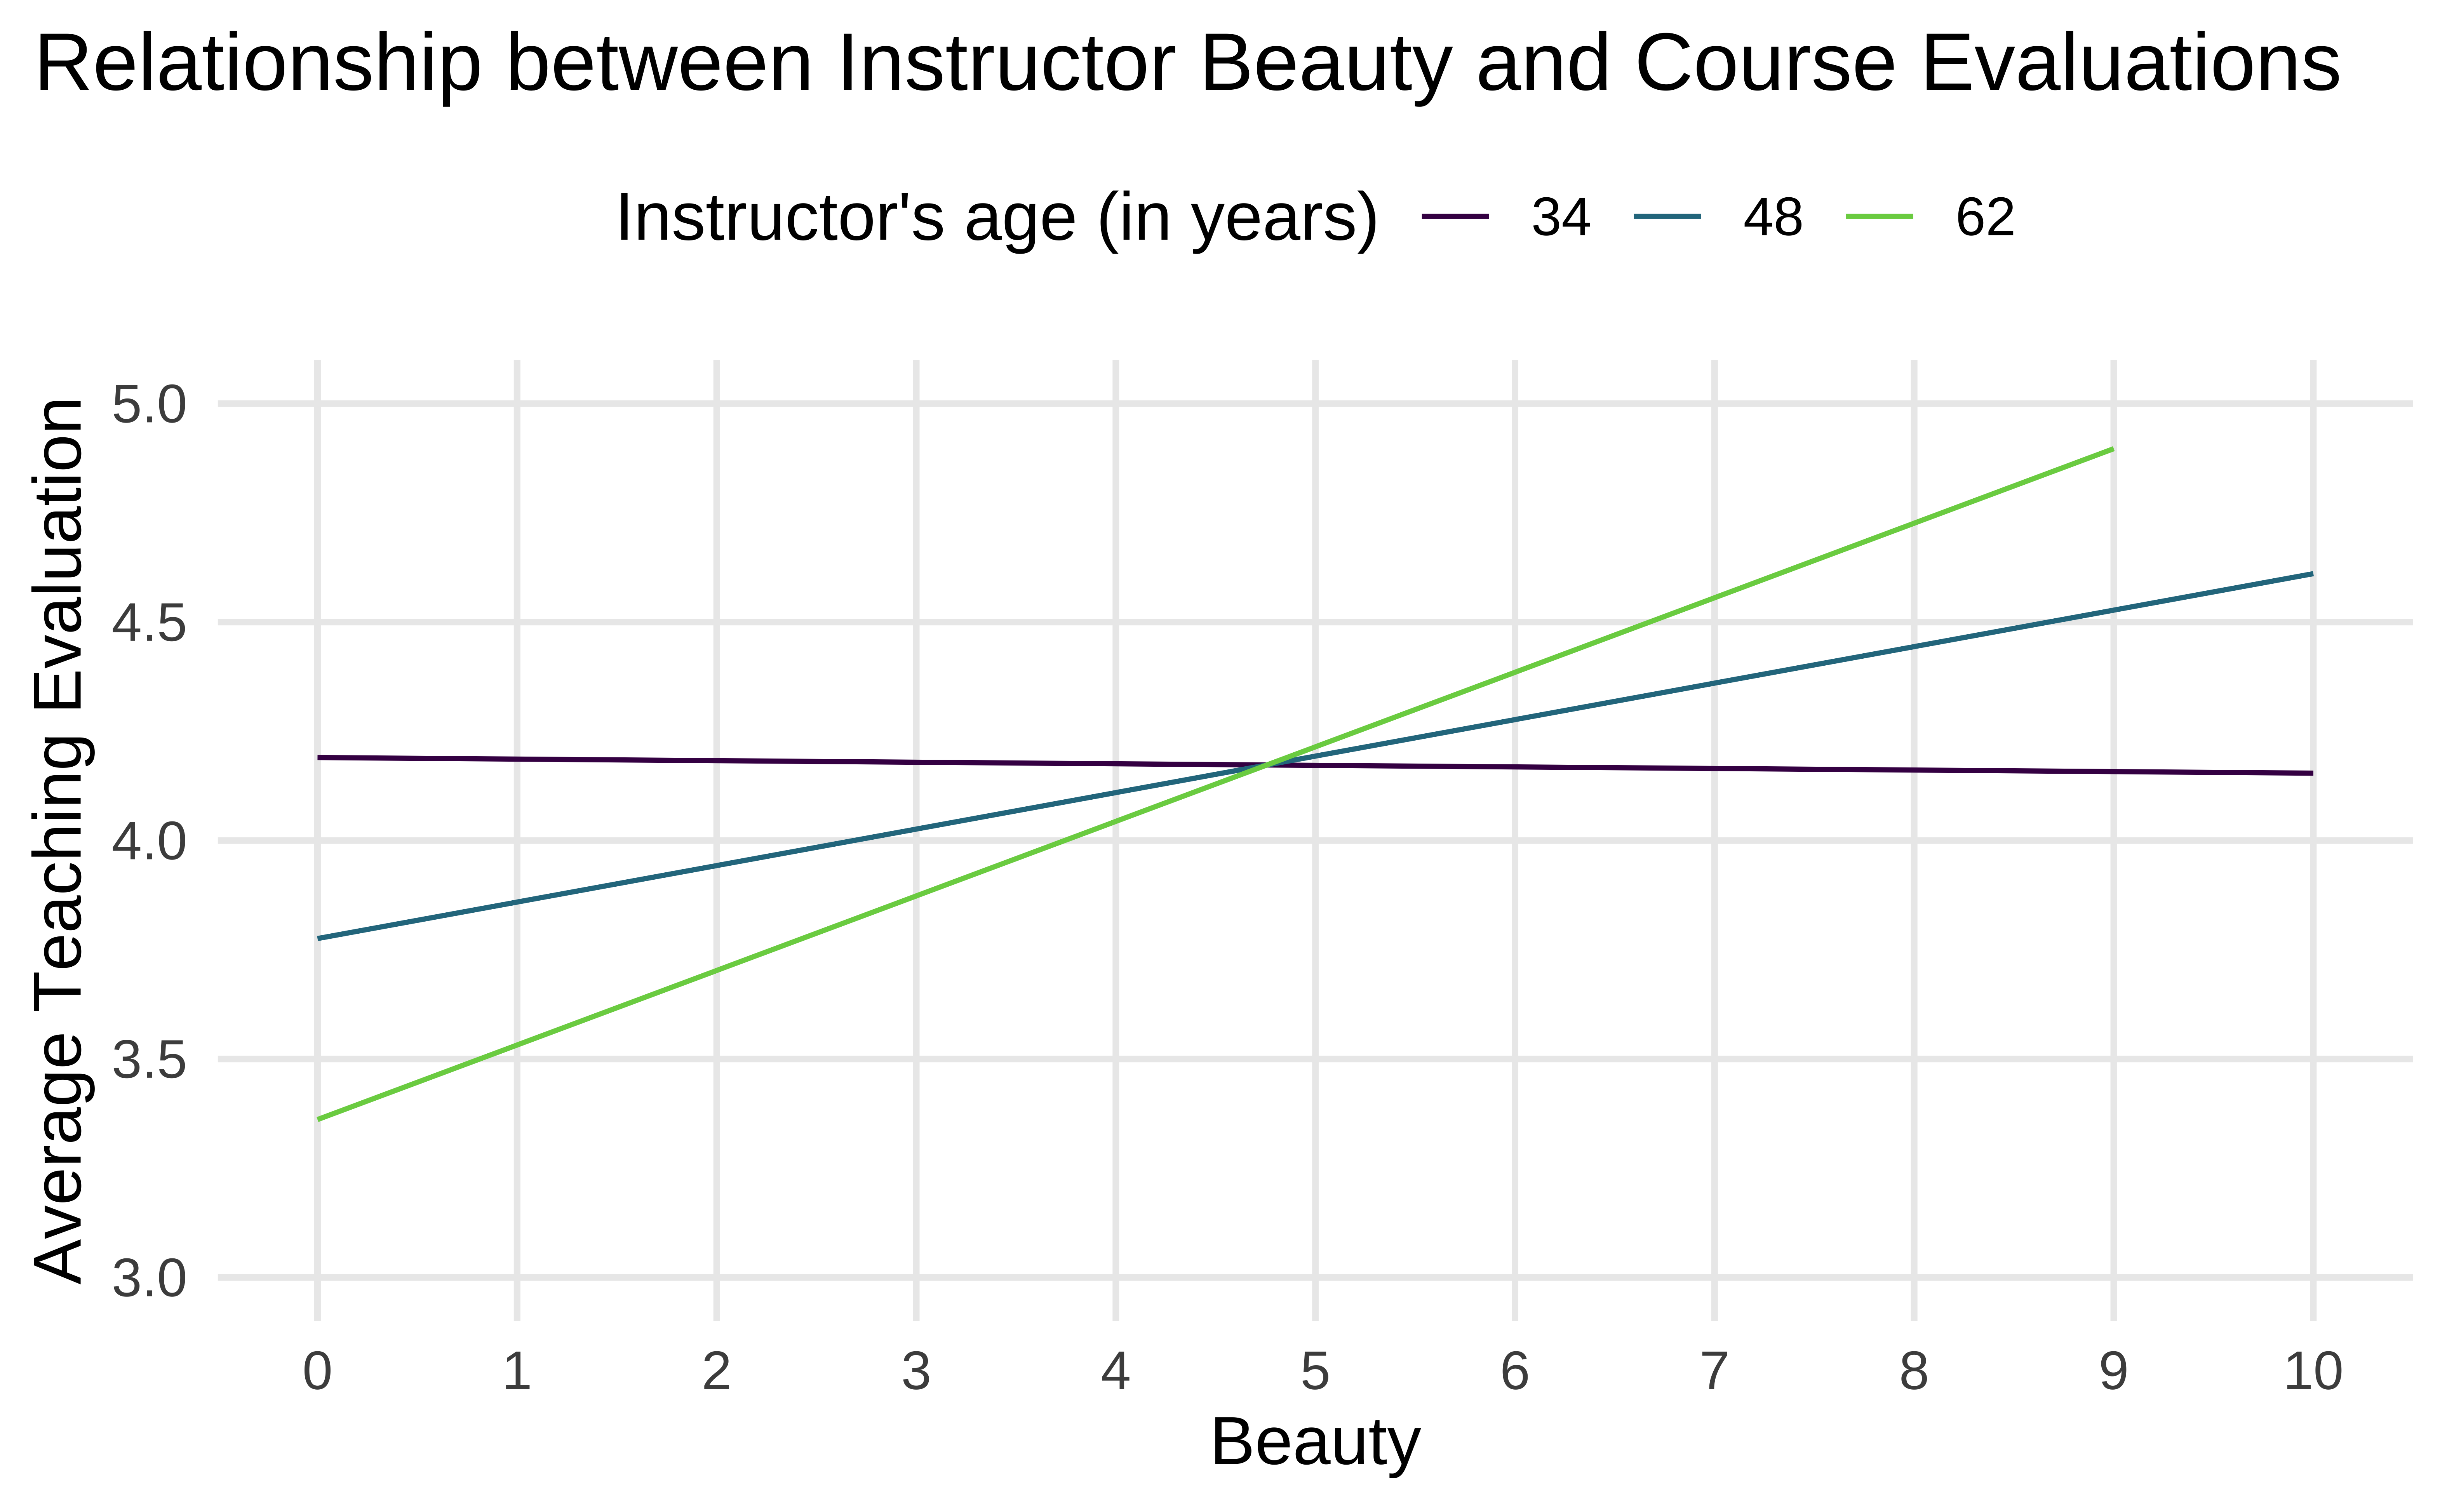 Relationship between Instructor Beauty and Course Evaluations
Instructor's age (in years) 34 48 62
Average Teaching Evaluation
5.0
4.5
4.0
3.5
3.0
0 1 2 3 4 5 6 7 8 9 10
Beauty